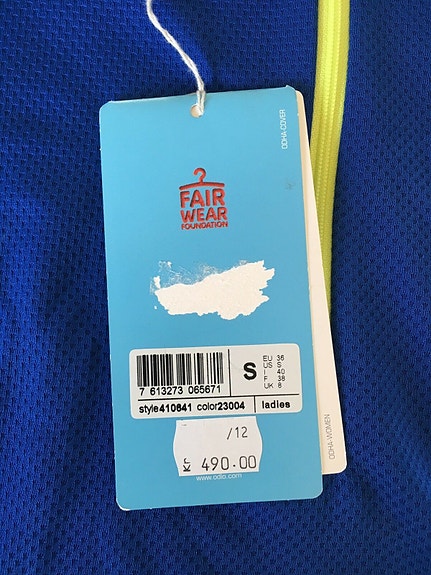 ODHA-COVER
FAIR
WEAR
FOUNDATION
7 613273 065671
S
EU 36
US S
I 40
F 38
UK 8
style410641 color23004 ladies
/12
Kč 490.00
www.odlo.com
ODHA-WOMEN